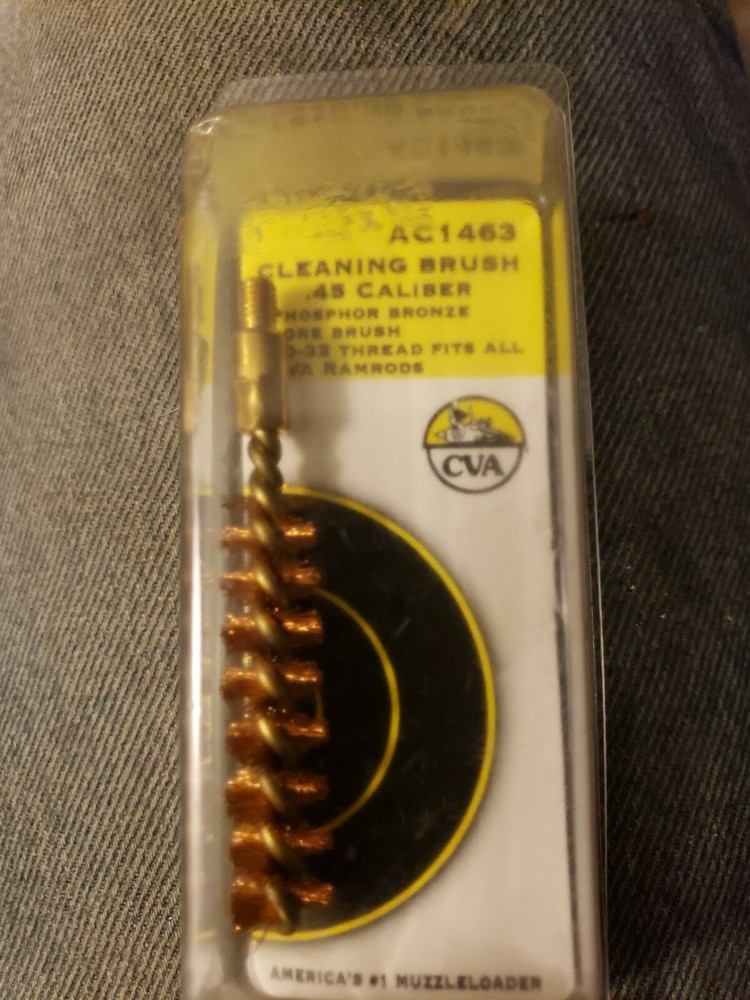 AC1463
CLEANING BRUSH
.45 CALIBER
PHOSPHOR BRONZE
ORE BRUSH
0-32 THREAD FITS ALL
VA RAMRODS
CVA
AMERICA'S #1 MUZZLELOADER